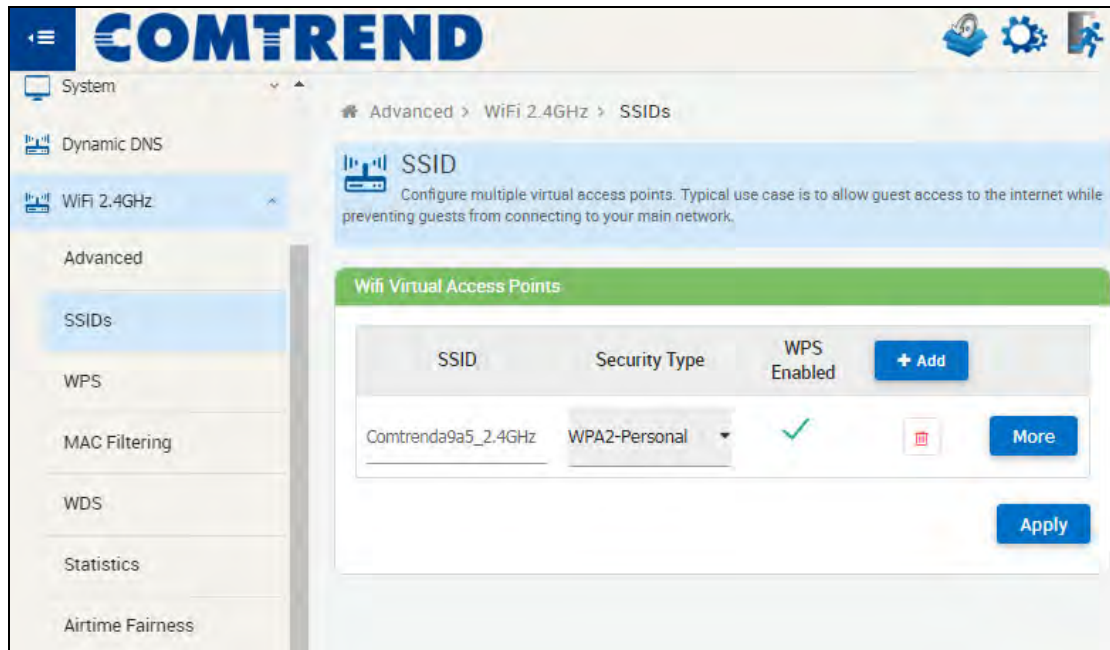 COMTREND
System
Dynamic DNS
WiFi 2.4GHz
Advanced
SSIDs
WPS
MAC Filtering
WDS
Statistics
Airtime Fairness
Advanced > WiFi 2.4GHz > SSIDs
SSID
Configure multiple virtual access points. Typical use case is to allow guest access to the internet while
preventing guests from connecting to your main network.
Wifi Virtual Access Points
SSID Security Type WPS Enabled + Add
Comtrenda9a5_2.4GHz WPA2-Personal More
Apply